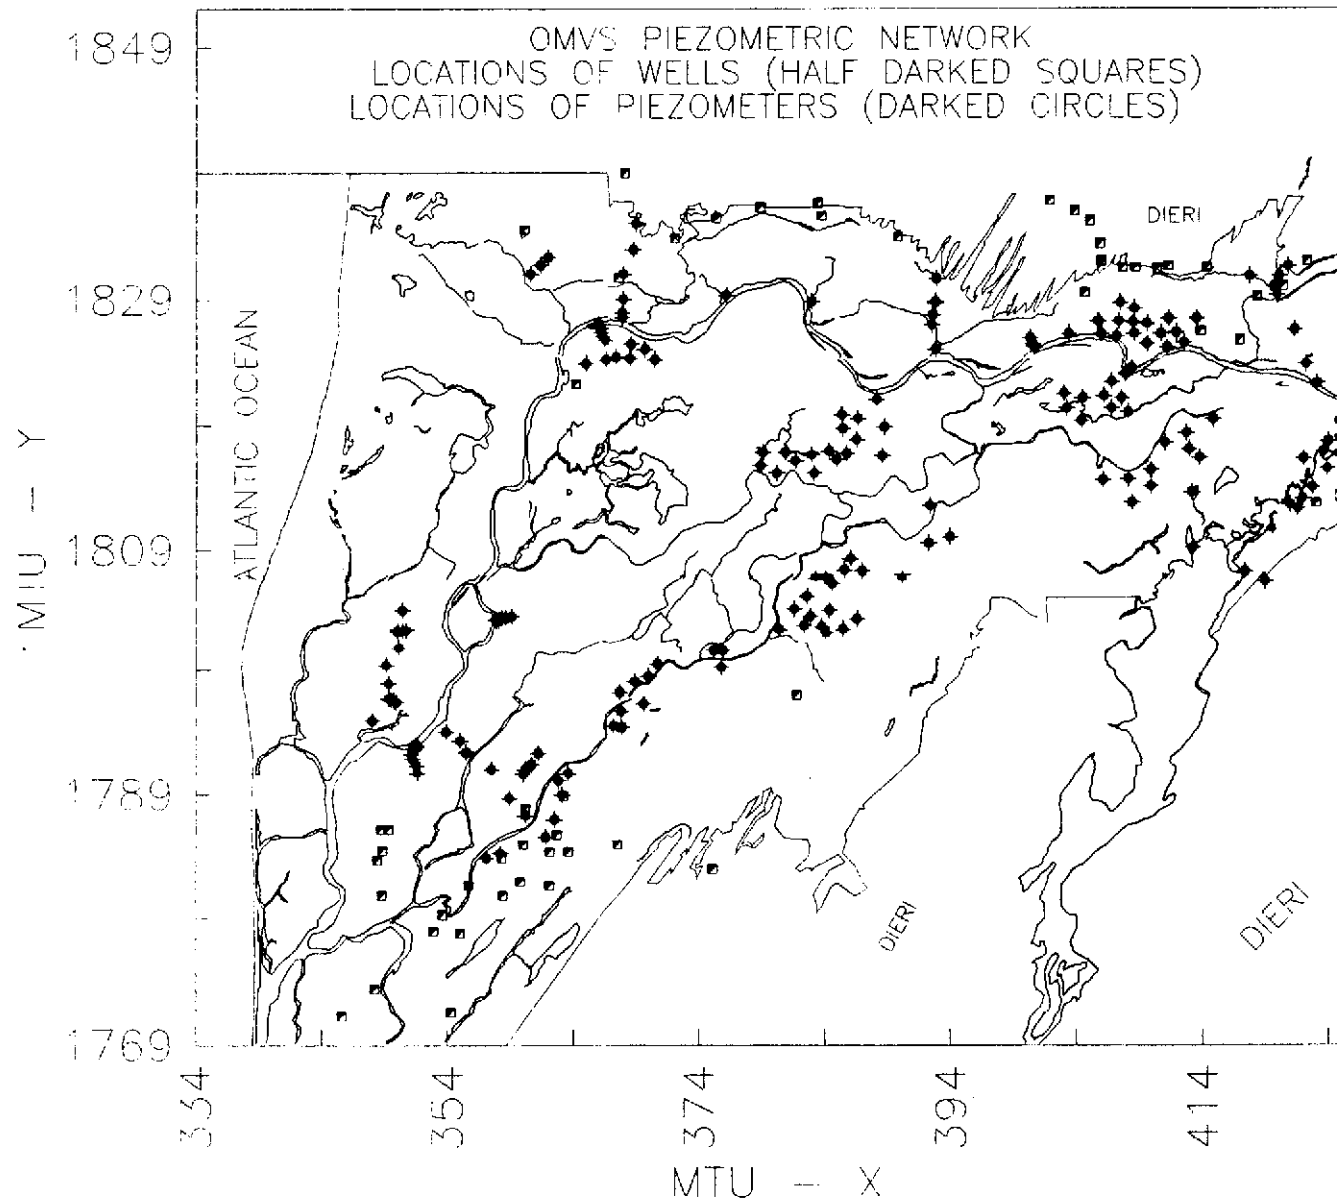 OMVS PIEZOMETRIC NETWORK
LOCATIONS OF WELLS (HALF DARKED SQUARES)
LOCATIONS OF PIEZOMETERS (DARKED CIRCLES)
1849
1829
1809
1789
1769
MTU - Y
ATLANTIC OCEAN
DIERI
DIERI
DIERI
334
354
374
394
414
MTU - X